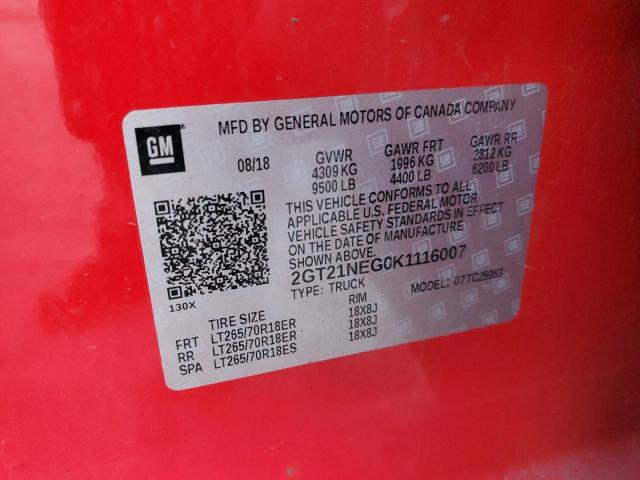 MFD BY GENERAL MOTORS OF CANADA COMPANY
GM
08/18 GVWR GAWR FRT GAWR RR
4309 KG 1996 KG 2812 KG
9500 LB 4400 LB 6200 LB
THIS VEHICLE CONFORMS TO ALL
APPLICABLE U.S. FEDERAL MOTOR
VEHICLE SAFETY STANDARDS IN EFFECT
ON THE DATE OF MANUFACTURE
SHOWN ABOVE.
2GT21NEG0K1116007
TYPE: TRUCK MODEL: 07TC25953
130X
TIRE SIZE RIM
FRT LT265/70R18ER 18X8J
RR LT265/70R18ER 18X8J
SPA LT265/70R18ES 18X8J